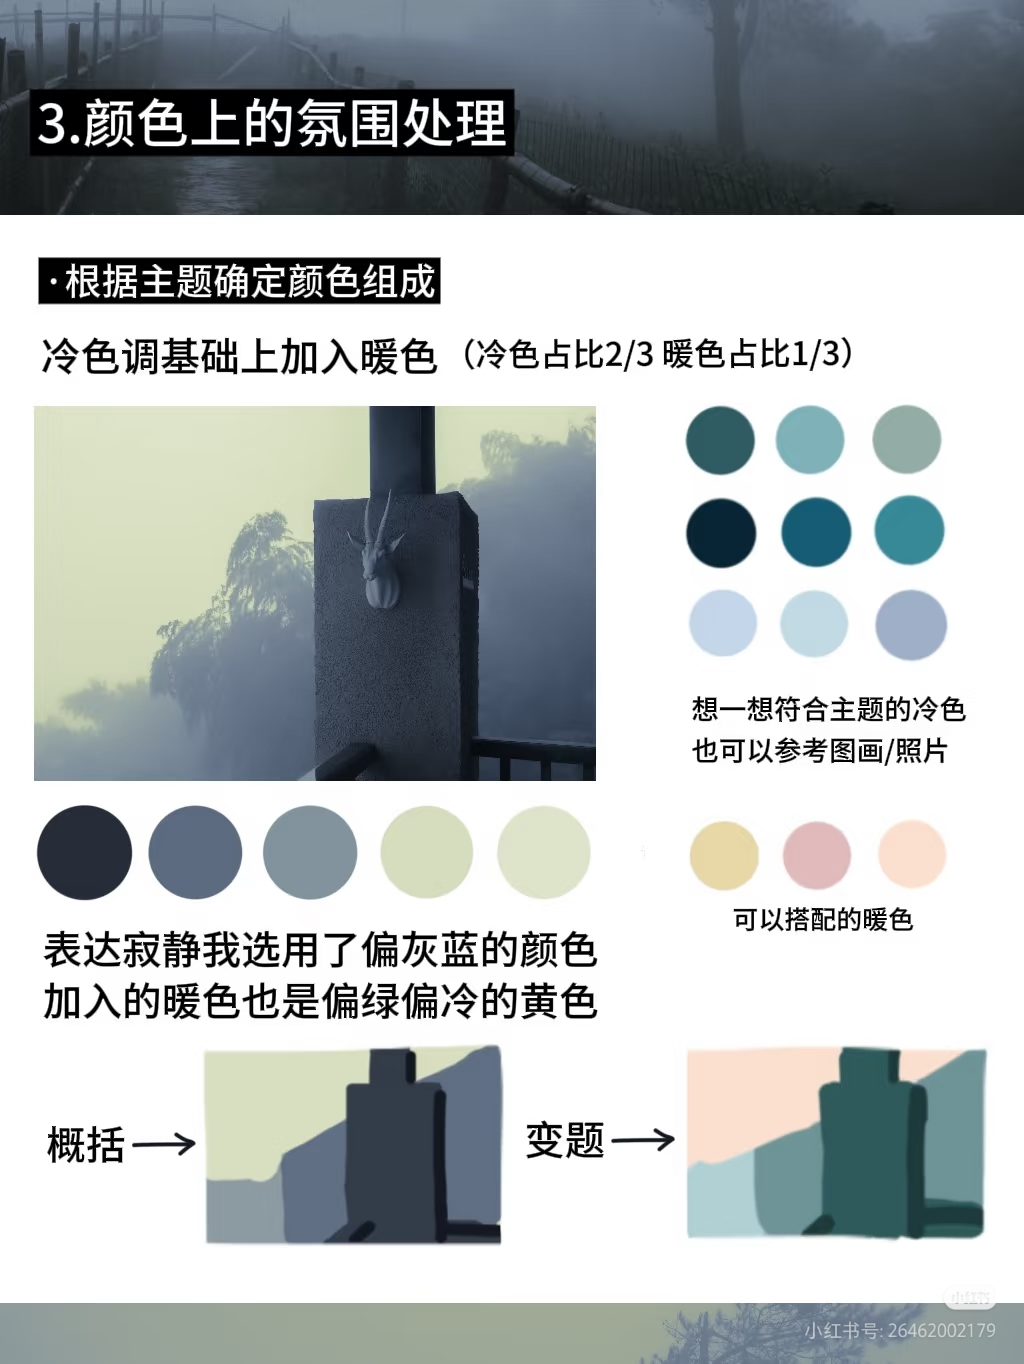 3.颜色上的氛围处理
·根据主题确定颜色组成
冷色调基础上加入暖色（冷色占比2/3 暖色占比1/3）
想一想符合主题的冷色
也可以参考图画/照片
可以搭配的暖色
表达寂静我选用了偏灰蓝的颜色
加入的暖色也是偏绿偏冷的黄色
概括
变题
小红书
小红书号: 26462002179